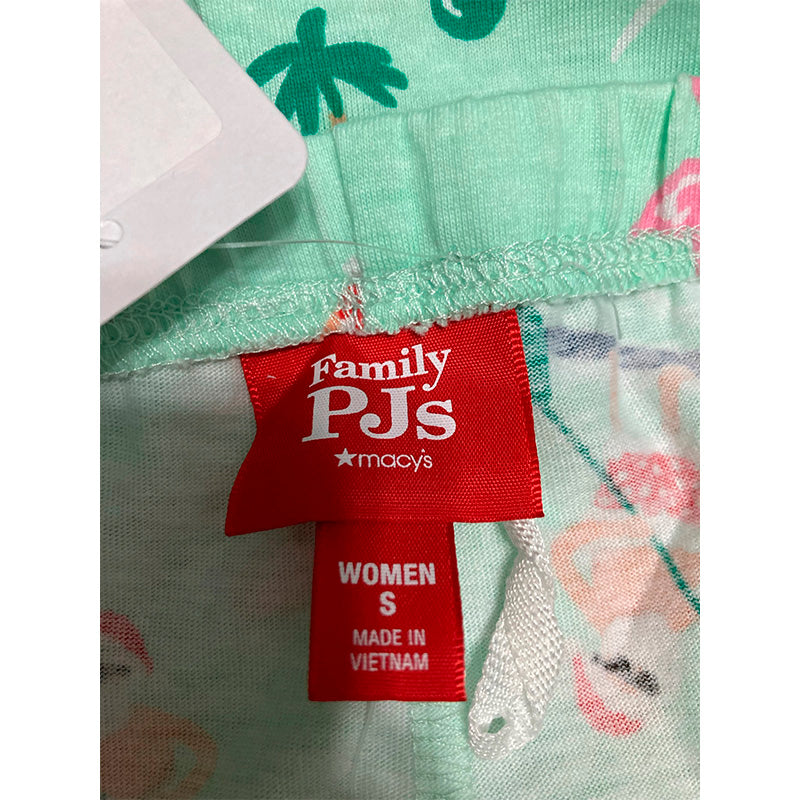 Family
PJs
★macy's
WOMEN
S
MADE IN
VIETNAM